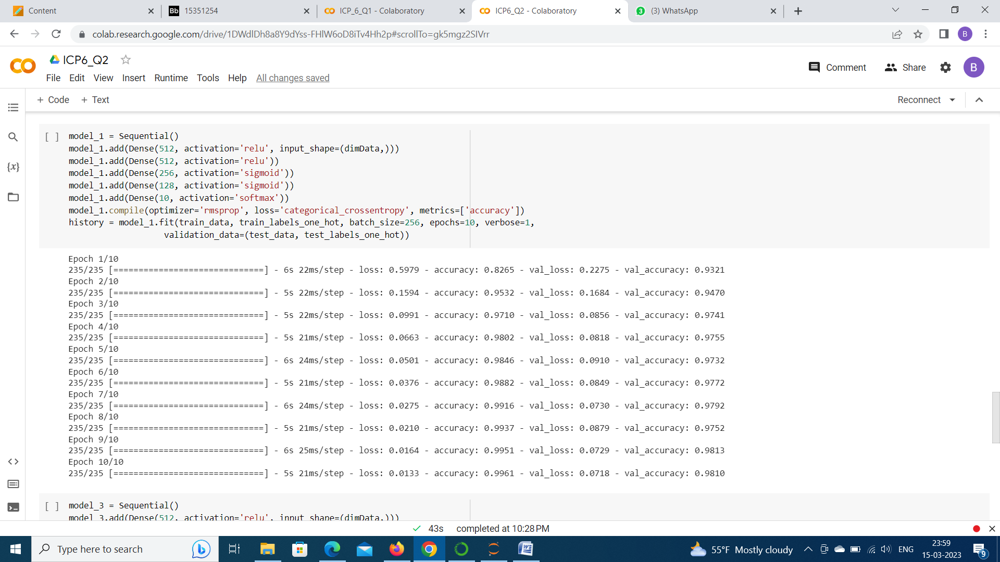 Content
Bb 15351254
ICP_6_Q1 - Colaboratory
ICP6_Q2 - Colaboratory
3 (3) WhatsApp
colab.research.google.com/drive/1DWdlDh8a8Y9dYss-FHlW6oD8iTv4Hh2p#scrollTo=gk5mgz2SIVrr
B
ICP6_Q2
Comment Share B
File Edit View Insert Runtime Tools Help All changes saved
+ Code + Text Reconnect
{x}
[ ] model_1 = Sequential()
model_1.add(Dense(512, activation='relu', input_shape=(dimData,)))
model_1.add(Dense(512, activation='relu'))
model_1.add(Dense(256, activation='sigmoid'))
model_1.add(Dense(128, activation='sigmoid'))
model_1.add(Dense(10, activation='softmax'))
model_1.compile(optimizer='rmsprop', loss='categorical_crossentropy', metrics=['accuracy'])
history = model_1.fit(train_data, train_labels_one_hot, batch_size=256, epochs=10, verbose=1,
validation_data=(test_data, test_labels_one_hot))
Epoch 1/10
235/235 [==============================] - 6s 22ms/step - loss: 0.5979 - accuracy: 0.8265 - val_loss: 0.2275 - val_accuracy: 0.9321
Epoch 2/10
235/235 [==============================] - 5s 22ms/step - loss: 0.1594 - accuracy: 0.9532 - val_loss: 0.1684 - val_accuracy: 0.9470
Epoch 3/10
235/235 [==============================] - 5s 22ms/step - loss: 0.0991 - accuracy: 0.9710 - val_loss: 0.0856 - val_accuracy: 0.9741
Epoch 4/10
235/235 [==============================] - 5s 21ms/step - loss: 0.0663 - accuracy: 0.9802 - val_loss: 0.0818 - val_accuracy: 0.9755
Epoch 5/10
235/235 [==============================] - 6s 24ms/step - loss: 0.0501 - accuracy: 0.9846 - val_loss: 0.0910 - val_accuracy: 0.9732
Epoch 6/10
235/235 [==============================] - 5s 21ms/step - loss: 0.0376 - accuracy: 0.9882 - val_loss: 0.0849 - val_accuracy: 0.9772
Epoch 7/10
235/235 [==============================] - 6s 24ms/step - loss: 0.0275 - accuracy: 0.9916 - val_loss: 0.0730 - val_accuracy: 0.9792
Epoch 8/10
235/235 [==============================] - 5s 21ms/step - loss: 0.0210 - accuracy: 0.9937 - val_loss: 0.0879 - val_accuracy: 0.9752
Epoch 9/10
235/235 [==============================] - 6s 25ms/step - loss: 0.0164 - accuracy: 0.9951 - val_loss: 0.0729 - val_accuracy: 0.9813
Epoch 10/10
235/235 [==============================] - 5s 21ms/step - loss: 0.0133 - accuracy: 0.9961 - val_loss: 0.0718 - val_accuracy: 0.9810
[ ] model_3 = Sequential()
model_3.add(Dense(512, activation='relu', input_shape=(dimData,)))
43s completed at 10:28 PM
Type here to search
55°F Mostly cloudy ENG
23:59
15-03-2023
9